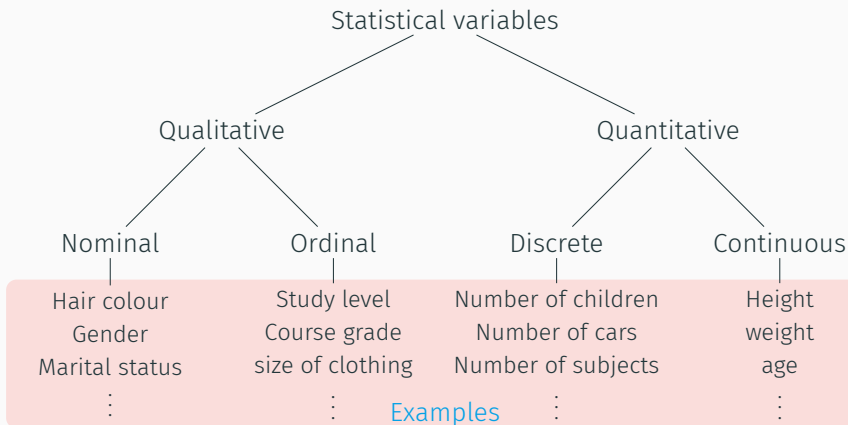 Statistical variables
Qualitative Quantitative
Nominal Ordinal Discrete Continuous
Hair colour Study level Number of children Height
Gender Course grade Number of cars weight
Marital status size of clothing Number of subjects age
⋮ ⋮ ⋮ ⋮
Examples